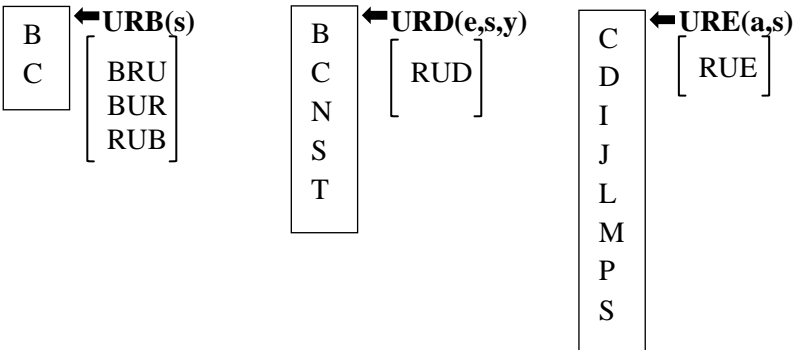 B
C
⬅URB(s)
BRU
BUR
RUB
B
C
N
S
T
⬅URD(e,s,y)
RUD
C
D
I
J
L
M
P
S
⬅URE(a,s)
RUE